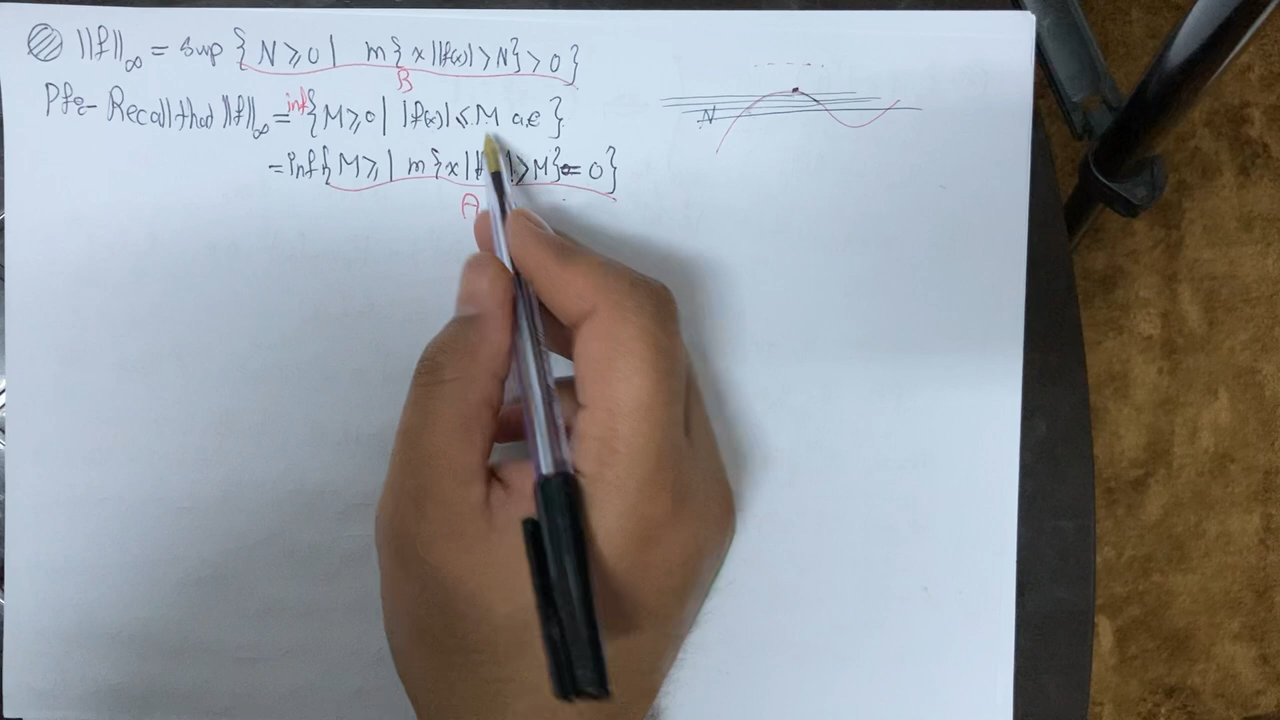 ||f||∞ = sup { N ≥ 0 | m{ x | |f(x)| > N } > 0 }
B
Pf:- Recall that ||f||∞ = inf { M ≥ 0 | |f(x)| ≤ M a.e }
= inf { M ≥ | m{ x | | > M } = 0 }
A
N